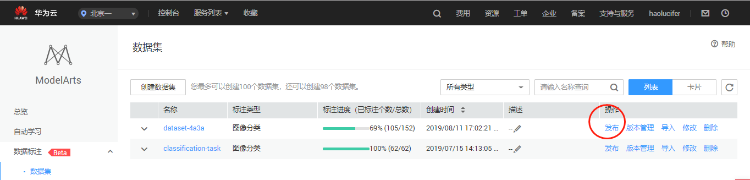 HUAWEI 华为云 北京一 控制台 服务列表 收藏 费用 资源 工单 企业 备案 支持与服务 haolucifer
数据集 帮助
ModelArts
总览
自动学习
数据标注 Beta
数据集
创建数据集 您最多可以创建100个数据集，还可以创建98个数据集。 所有类型 请输入名称查询 列表 卡片
名称 标注类型 标注进度（已标注个数/总数） 创建时间 描述 操作
dataset-4a3a 图像分类 69% (105/152) 2019/08/11 17:02:21 ... -- 发布 版本管理 导入 修改 删除
classification-task 图像分类 100% (62/62) 2019/07/15 14:13:05 ... -- 发布 版本管理 导入 修改 删除